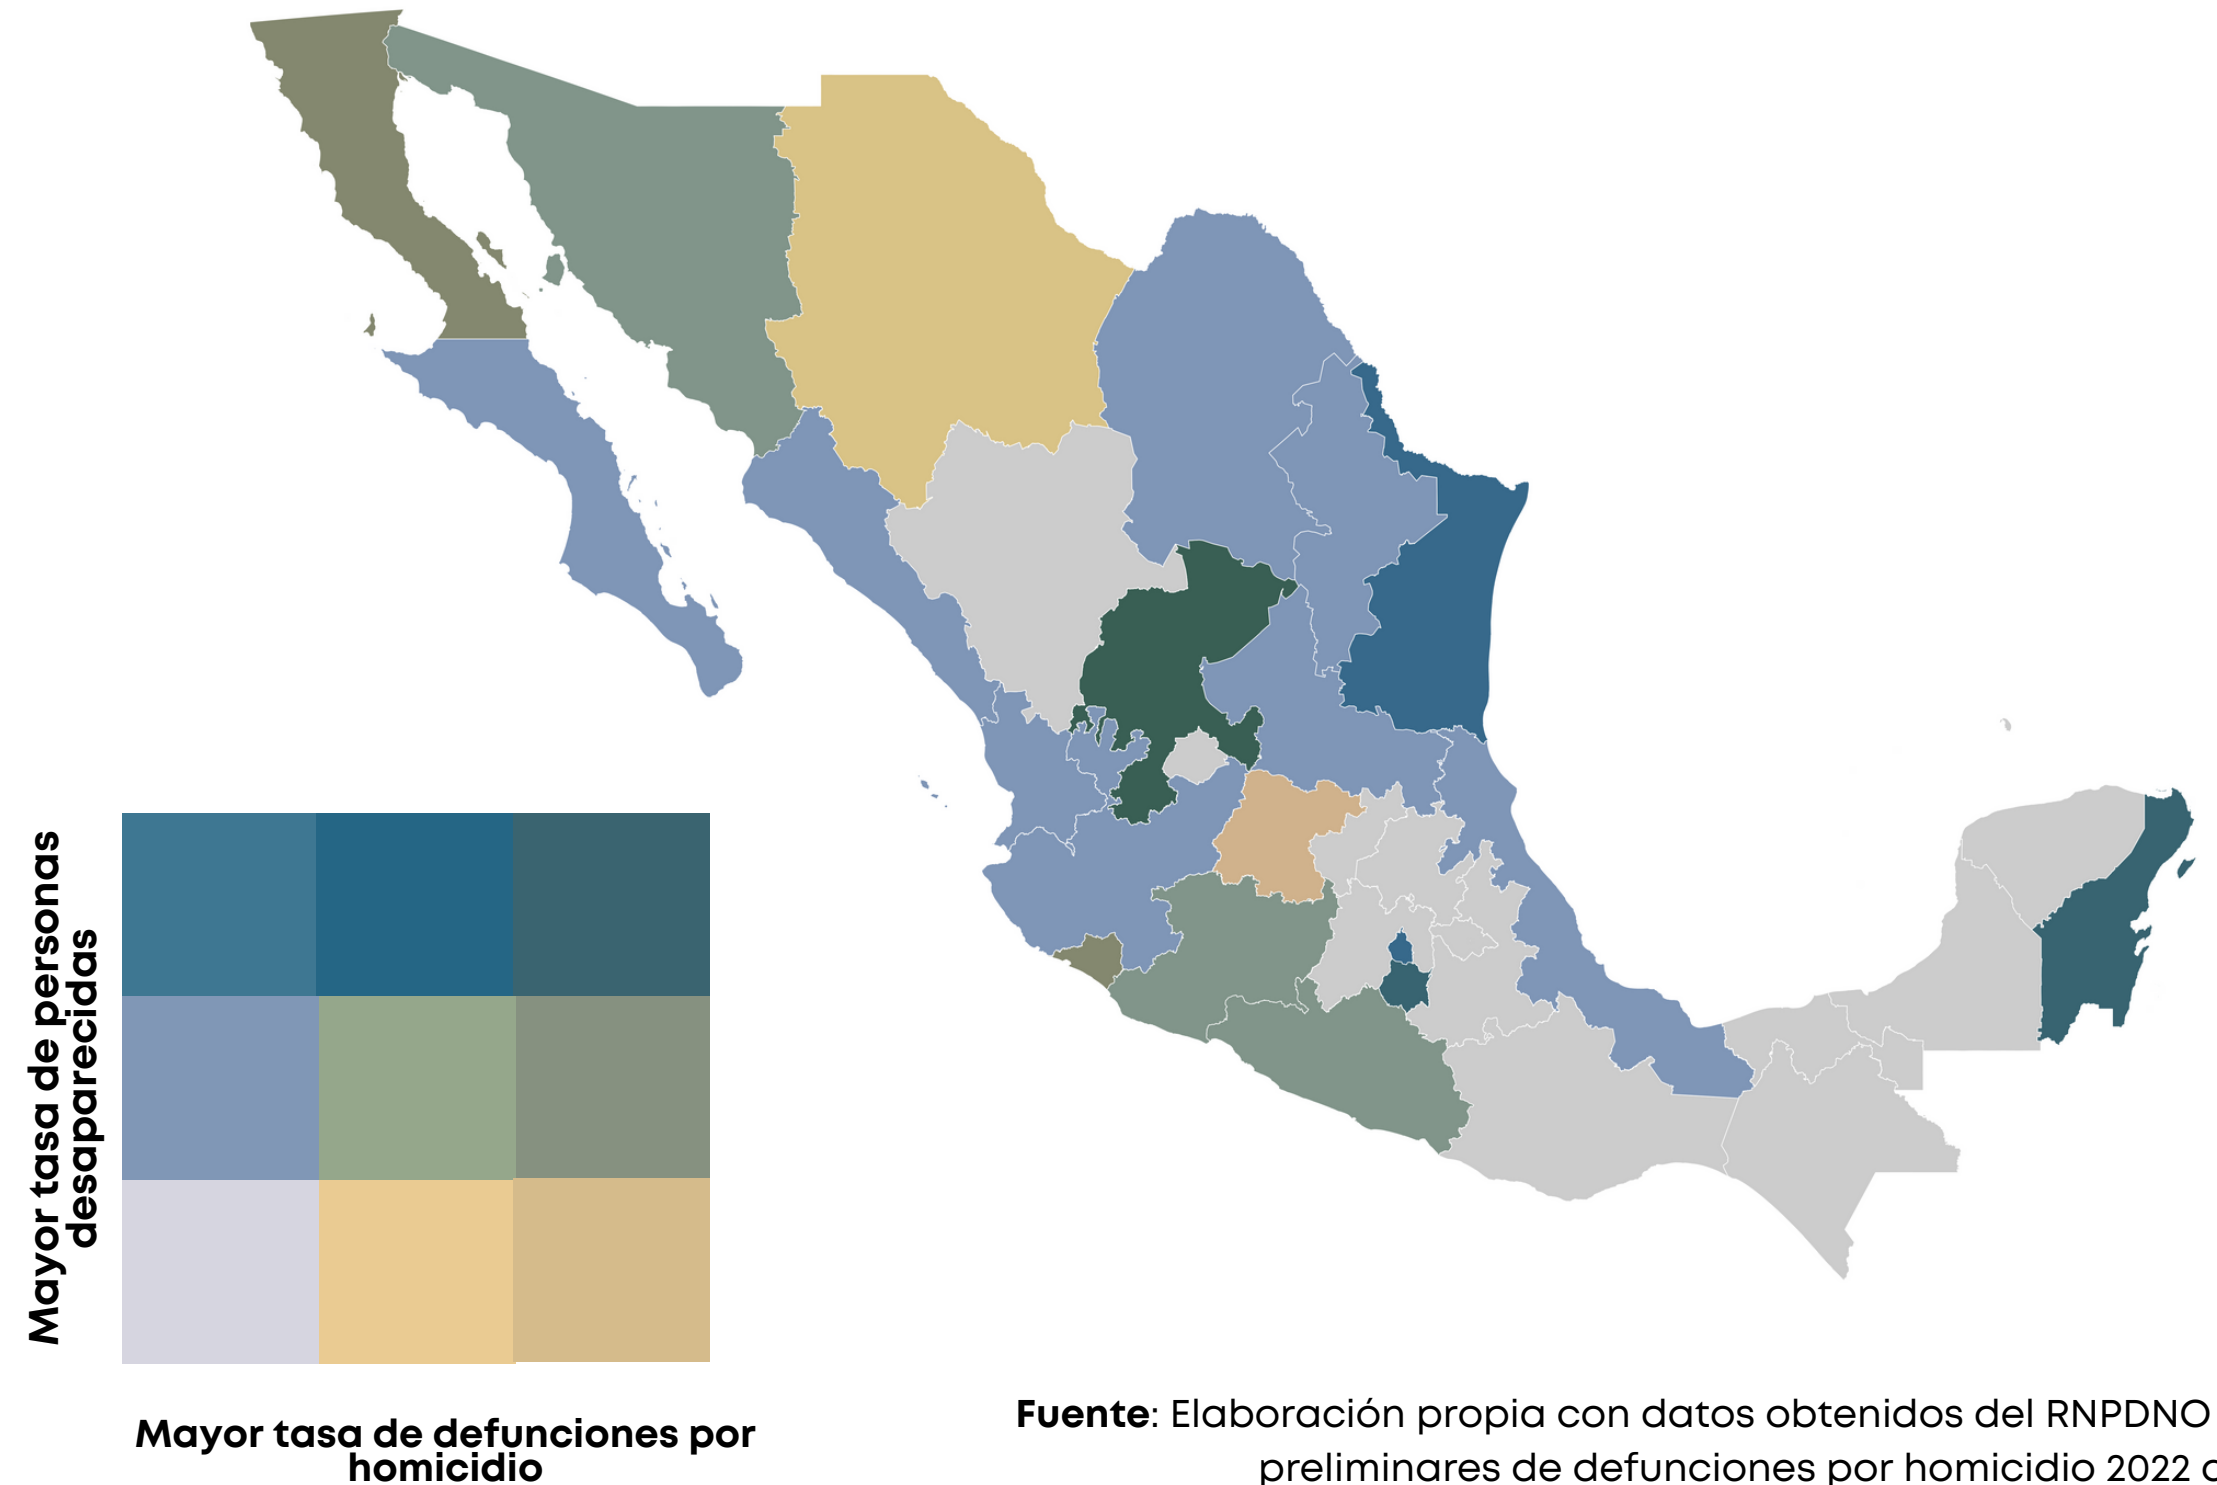 Mayor tasa de personas
desaparecidas
Mayor tasa de defunciones por
homicidio
Fuente: Elaboración propia con datos obtenidos del RNPDNO
preliminares de defunciones por homicidio 2022